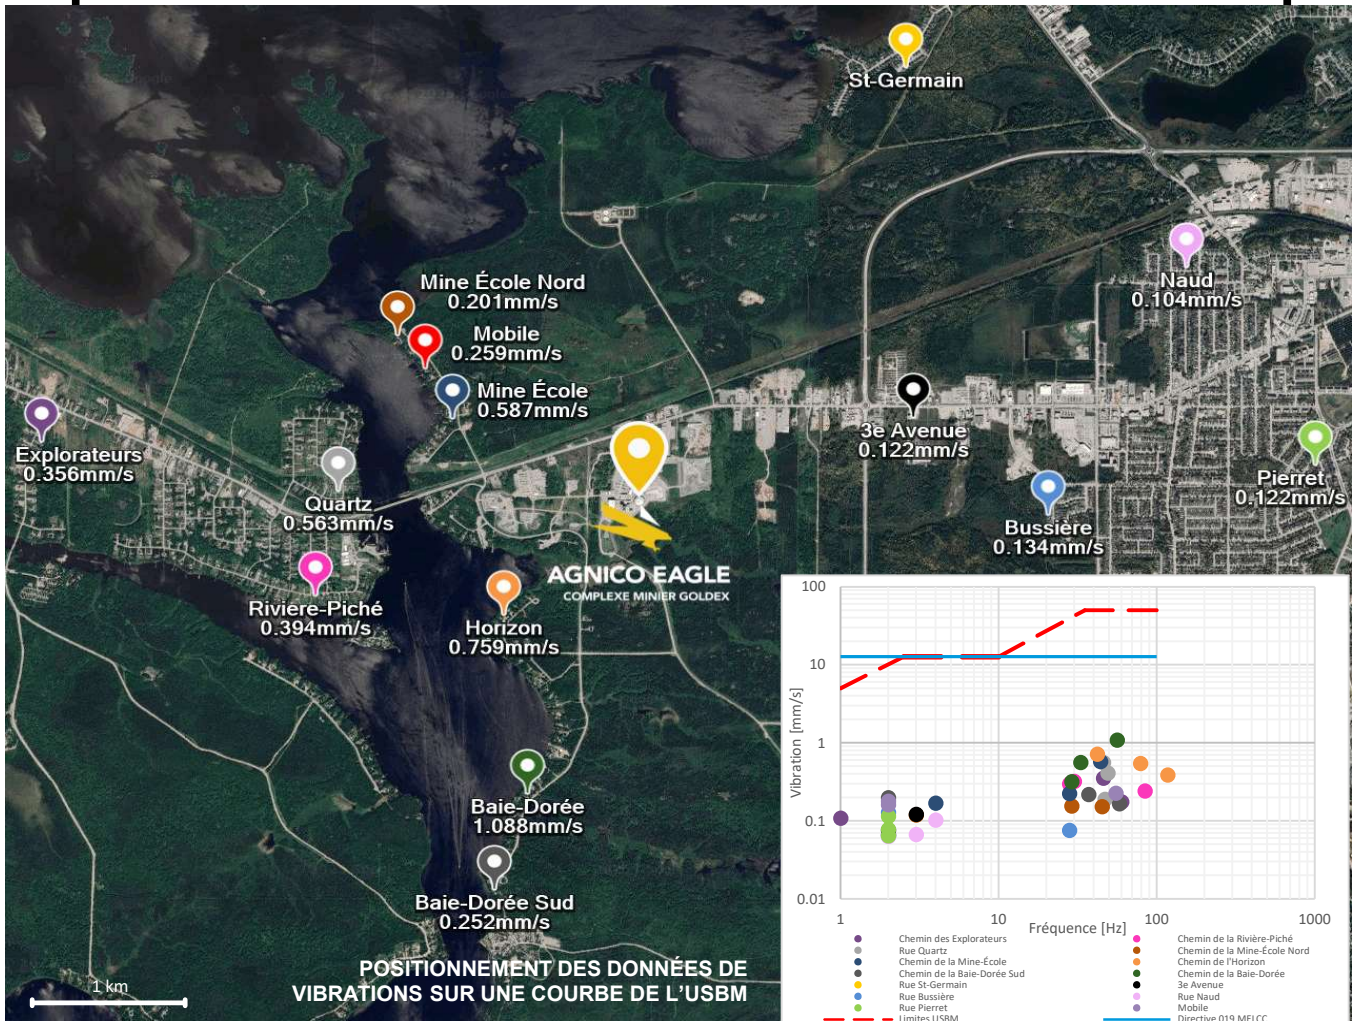 St-Germain
Naud
0.104mm/s
Mine École Nord
0.201mm/s
Mobile
0.259mm/s
Mine École
0.587mm/s
Explorateurs
0.356mm/s
3e Avenue
0.122mm/s
Pierret
0.122mm/s
Quartz
0.563mm/s
Bussière
0.134mm/s
AGNICO EAGLE
COMPLEXE MINIER GOLDEX
Riviere-Piché
0.394mm/s
Horizon
0.759mm/s
Baie-Dorée
1.088mm/s
Baie-Dorée Sud
0.252mm/s
POSITIONNEMENT DES DONNÉES DE
VIBRATIONS SUR UNE COURBE DE L'USBM
1 km
100
10
1
0.1
0.01
Vibration [mm/s]
1 10 100 1000
Fréquence [Hz]
Chemin des Explorateurs
Chemin de la Rivière-Piché
Rue Quartz
Chemin de la Mine-École Nord
Chemin de la Mine-École
Chemin de l'Horizon
Chemin de la Baie-Dorée Sud
Chemin de la Baie-Dorée
Rue St-Germain
3e Avenue
Rue Bussière
Rue Naud
Rue Pierret
Mobile
Limites USBM
Directive 019 MELCC